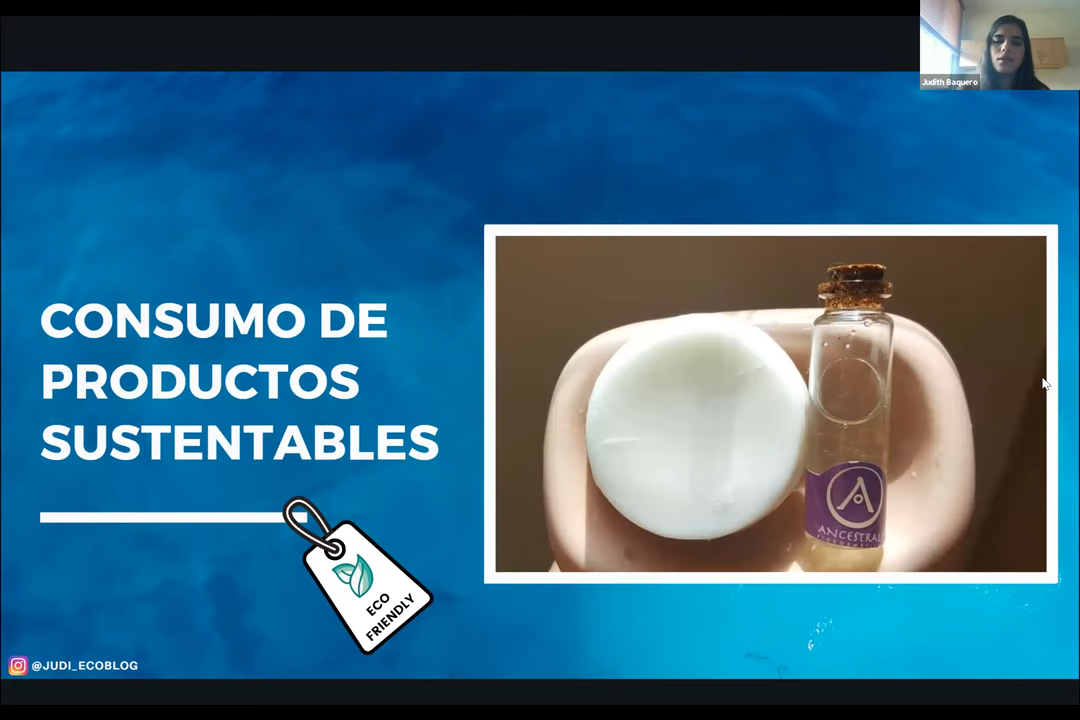 Judith Baquero
CONSUMO DE
PRODUCTOS
SUSTENTABLES
ECO
FRIENDLY
ANCESTRAL
@JUDI_ECOBLOG